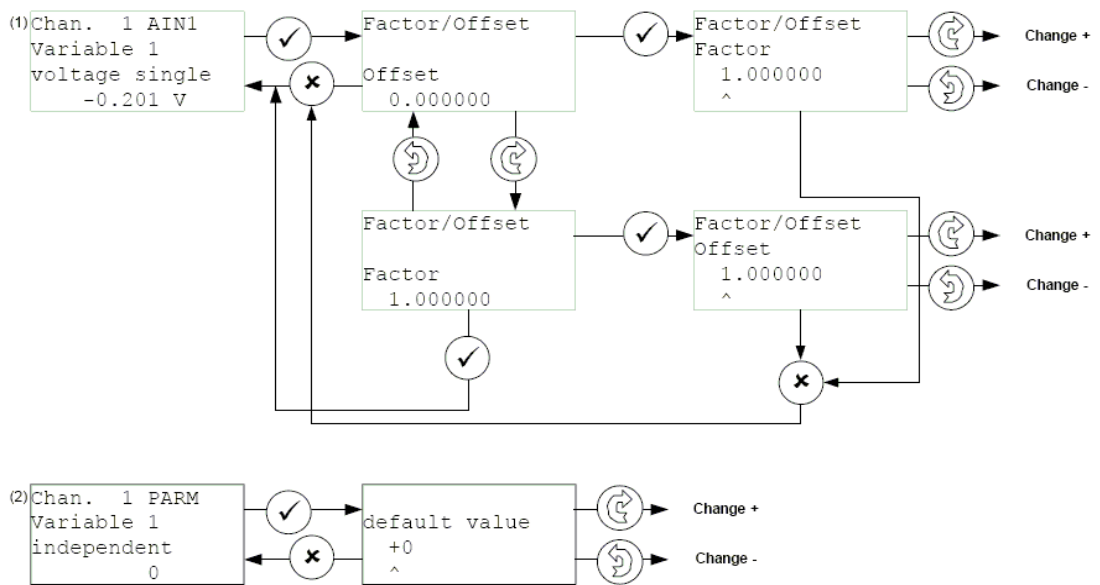 (1)
Chan.  1 AIN1
Variable 1
voltage single
-0.201 V
Factor/Offset
Offset
0.000000
Factor/Offset
Factor
1.000000
^
Change +
Change -
Factor/Offset
Factor
1.000000
Factor/Offset
Offset
1.000000
^
Change +
Change -
(2)
Chan.  1 PARM
Variable 1
independent
0
default value
+0
^
Change +
Change -